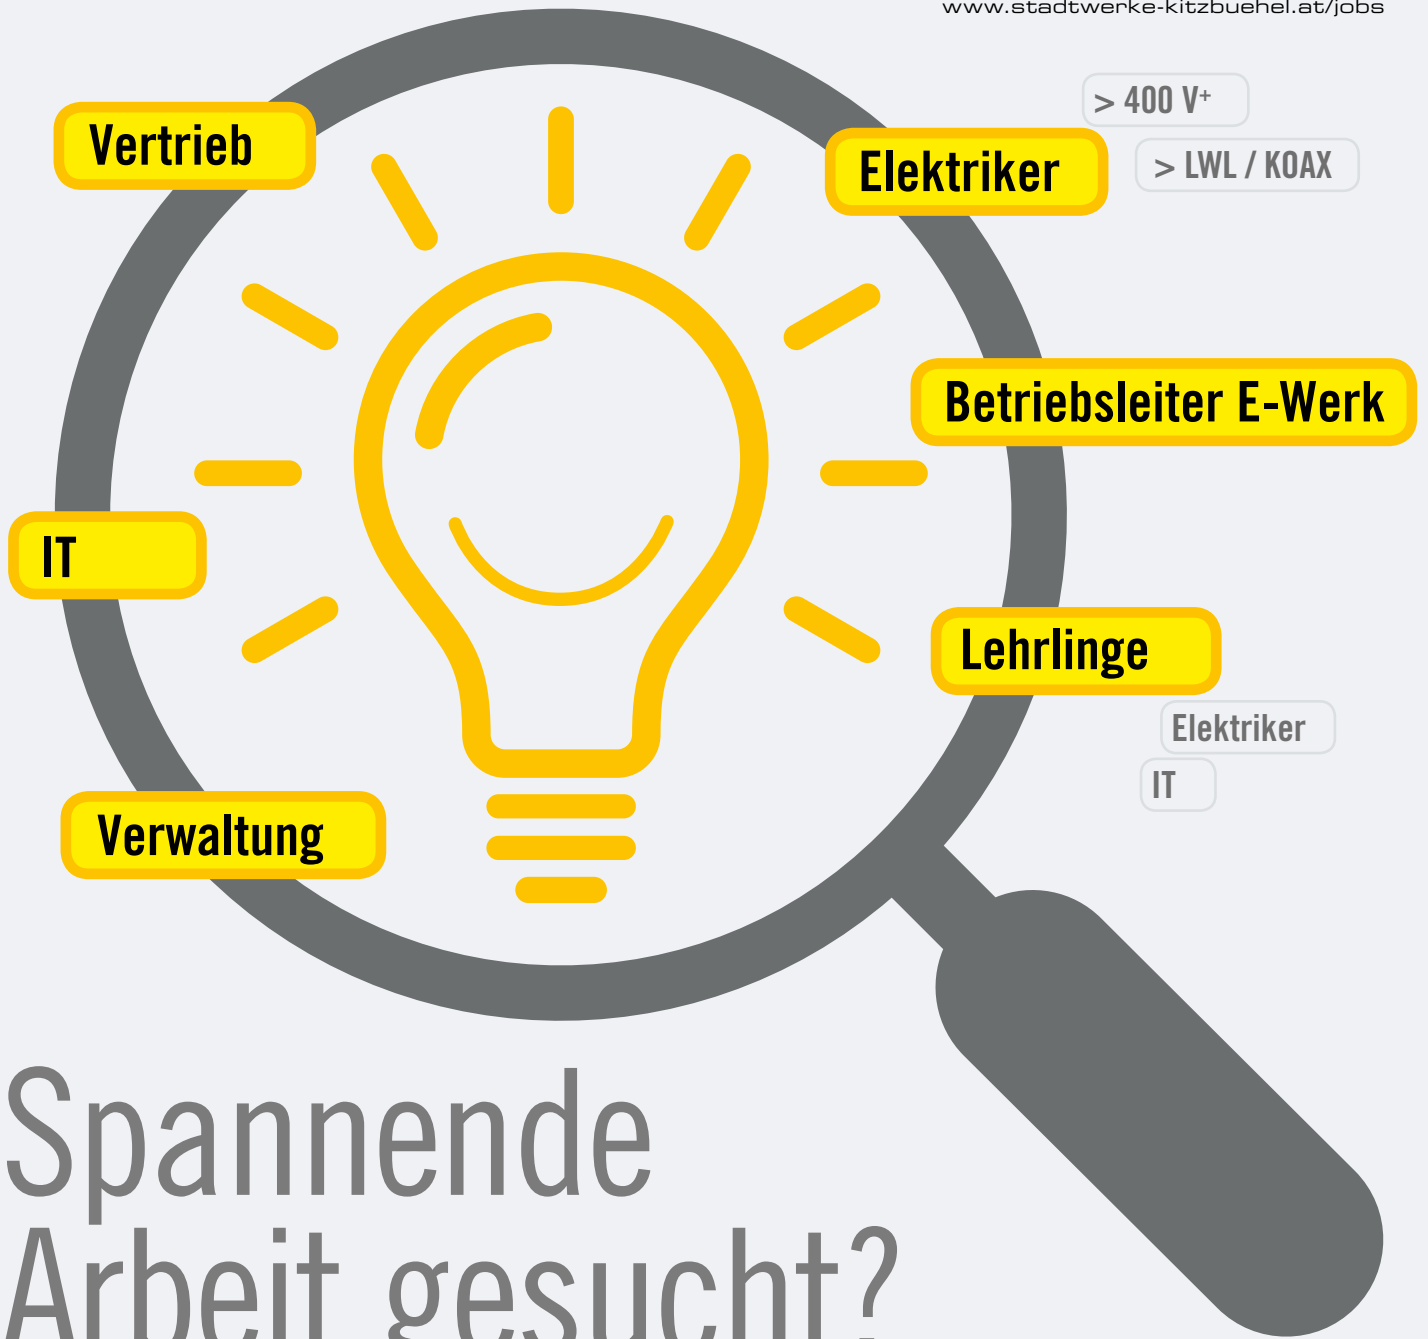 www.stadtwerke-kitzbuehel.at/jobs
> 400 V⁺
Vertrieb
Elektriker
> LWL / KOAX
Betriebsleiter E-Werk
IT
Lehrlinge
Elektriker
IT
Verwaltung
Spannende
Arbeit gesucht?